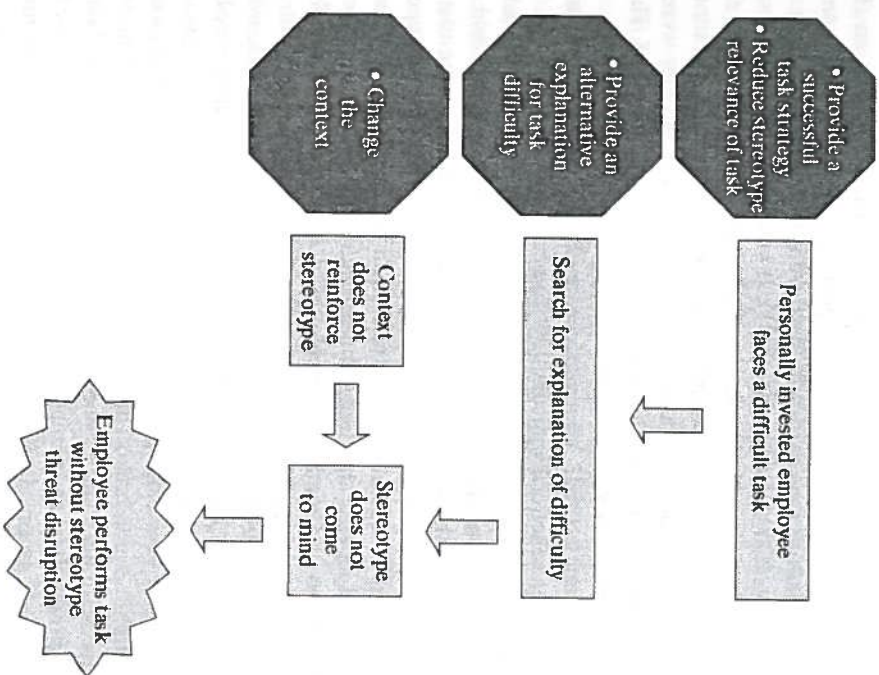 • Provide a
successful
task strategy
• Reduce stereotype
relevance of task
Personally invested employee
faces a difficult task
• Provide an
alternative
explanation
for task
difficulty
Search for explanation of difficulty
• Change
the
context
Context
does not
reinforce
stereotype
Stereotype
does not
come
to mind
Employee performs task
without stereotype
threat disruption